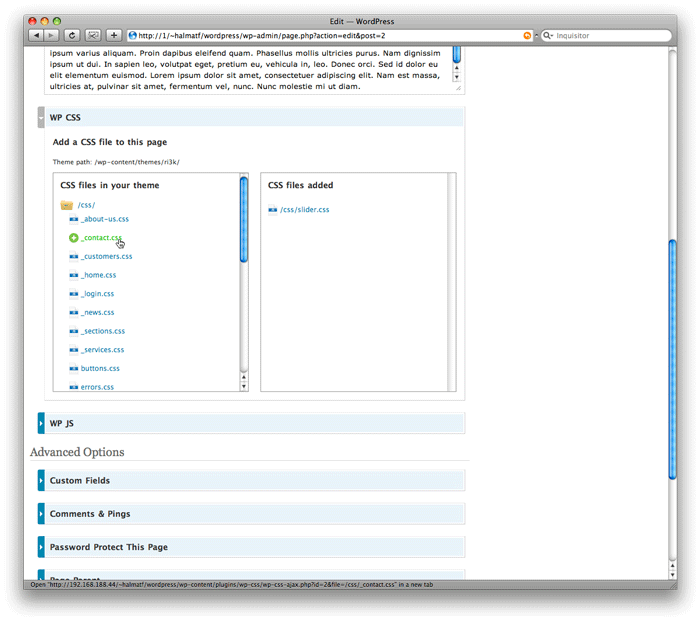 Edit — WordPress
http://1/~halmatf/wordpress/wp-admin/page.php?action=edit&post=2
Inquisitor
ipsum varius aliquam. Proin dapibus eleifend quam. Phasellus mollis ultricies purus. Nam dignissim
ipsum ut dui. In sapien leo, volutpat eget, pretium eu, vehicula in, leo. Donec orci. Sed id dolor eu
elit elementum euismod. Lorem ipsum dolor sit amet, consectetuer adipiscing elit. Nam est massa,
ultricies at, pulvinar sit amet, fermentum vel, nunc. Nunc molestie mi ut diam.
WP CSS
Add a CSS file to this page
Theme path: /wp-content/themes/ri3k/
CSS files in your theme
/css/
_about-us.css
_contact.css
_customers.css
_home.css
_login.css
_news.css
_sections.css
_services.css
buttons.css
errors.css
CSS files added
/css/slider.css
WP JS
Advanced Options
Custom Fields
Comments & Pings
Password Protect This Page
Page Parent
Open "http://192.168.188.44/~halmatf/wordpress/wp-content/plugins/wp-css/wp-css-ajax.php?id=2&file=/css/_contact.css" in a new tab